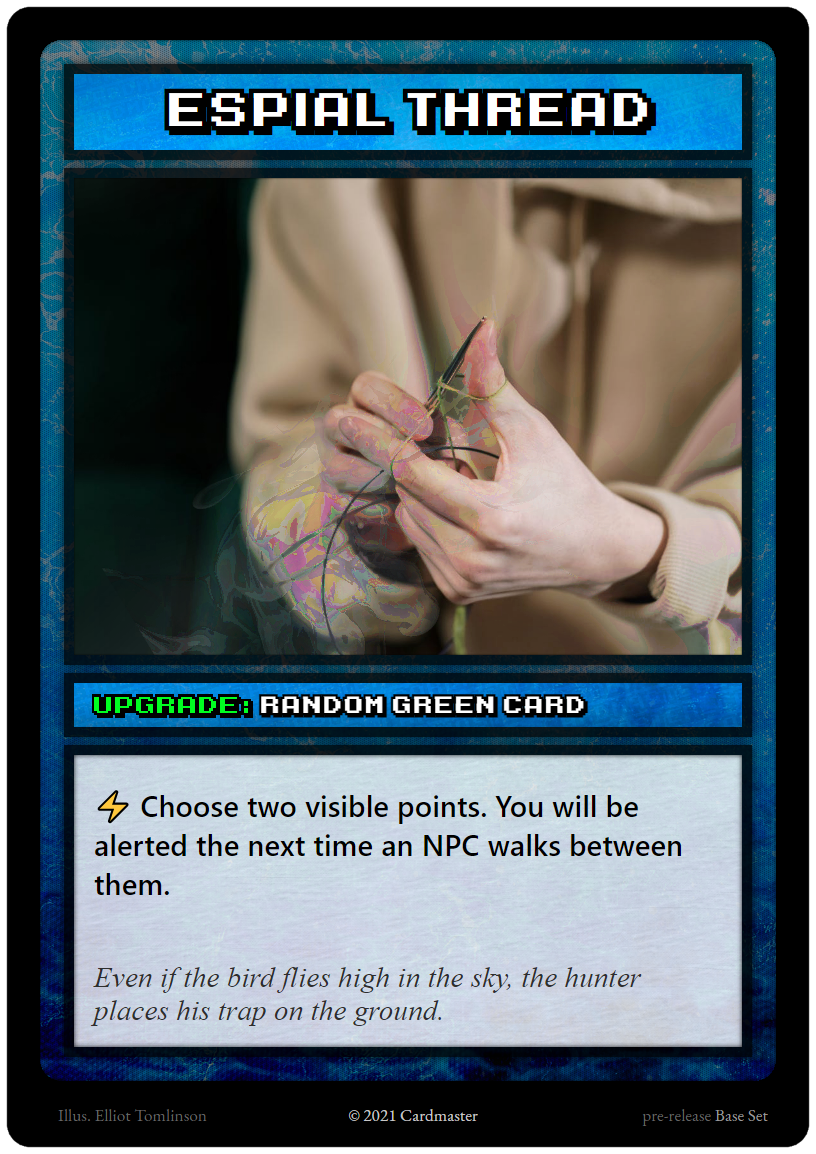 ESPIAL THREAD
UPGRADE: RANDOM GREEN CARD
⚡ Choose two visible points. You will be
alerted the next time an NPC walks between
them.
Even if the bird flies high in the sky, the hunter
places his trap on the ground.
Illus. Elliot Tomlinson
© 2021 Cardmaster
pre-release Base Set